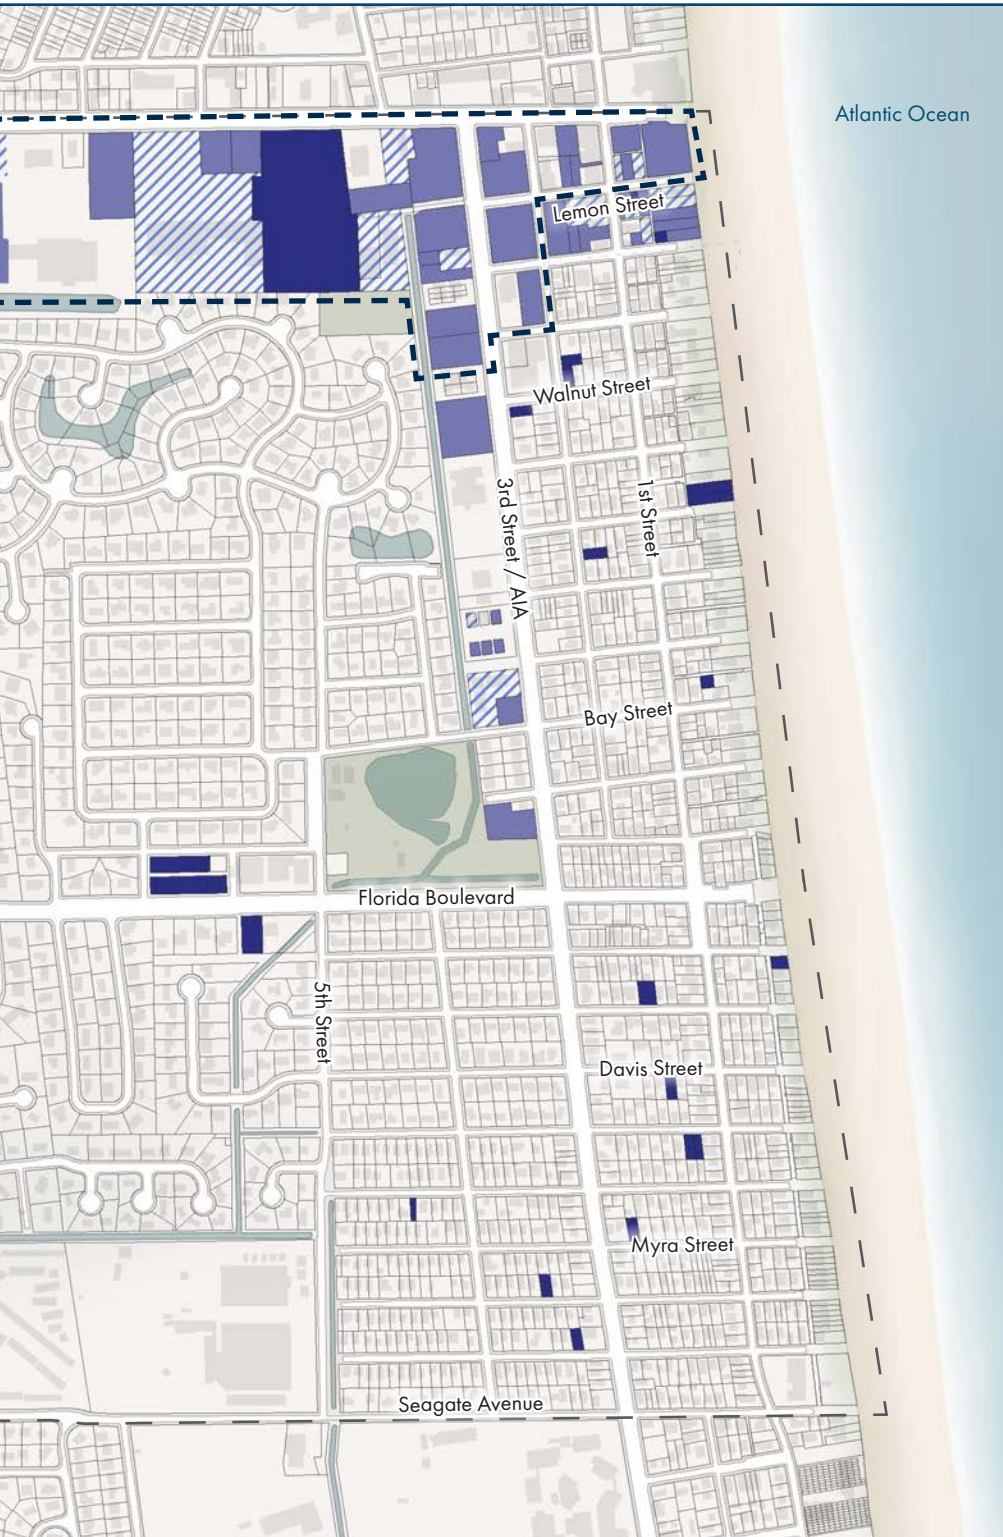 Atlantic Ocean
Lemon Street
Walnut Street
3rd Street / A1A
1st Street
Bay Street
Florida Boulevard
5th Street
Davis Street
Myra Street
Seagate Avenue